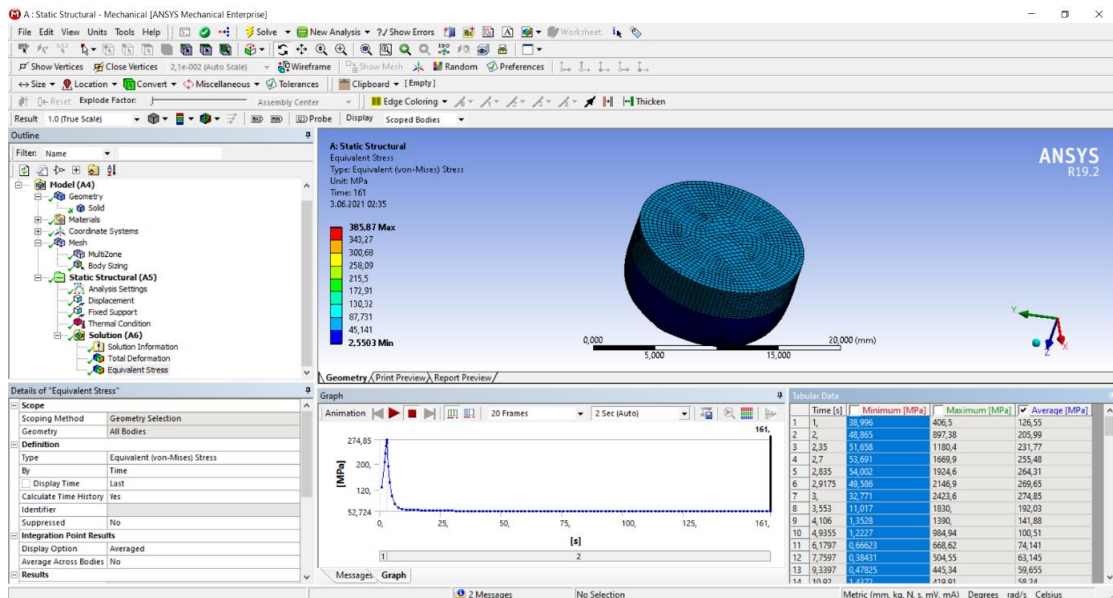 A : Static Structural - Mechanical [ANSYS Mechanical Enterprise]
File Edit View Units Tools Help Solve New Analysis ?/ Show Errors Worksheet
Show Vertices Close Vertices 2,1e-002 (Auto Scale) Wireframe Show Mesh Random Preferences
Size Location Convert Miscellaneous Tolerances Clipboard [Empty]
Reset Explode Factor: Assembly Center Edge Coloring Thicken
Result 1.0 (True Scale) Probe Display Scoped Bodies
Outline
Filter: Name
Model (A4)
Geometry
Solid
Materials
Coordinate Systems
Mesh
MultiZone
Body Sizing
Static Structural (A5)
Analysis Settings
Displacement
Fixed Support
Thermal Condition
Solution (A6)
Solution Information
Total Deformation
Equivalent Stress
A: Static Structural
Equivalent Stress
Type: Equivalent (von-Mises) Stress
Unit: MPa
Time: 161
3.06.2021 02:35
385,87 Max
343,27
300,68
258,09
215,5
172,91
130,32
87,731
45,141
2,5503 Min
ANSYS
R19.2
0,000 5,000 15,000 20,000 (mm)
Y X Z
Geometry Print Preview Report Preview
Details of "Equivalent Stress"
Scope
Scoping Method Geometry Selection
Geometry All Bodies
Definition
Type Equivalent (von-Mises) Stress
By Time
Display Time Last
Calculate Time History Yes
Identifier
Suppressed No
Integration Point Results
Display Option Averaged
Average Across Bodies No
Results
Graph
Animation 20 Frames 2 Sec (Auto)
161,
274,85
200,
120,
52,724
[MPa]
0, 25, 50, 75, 100, 125, 161,
[s]
1 2
Messages Graph
Tabular Data
Time [s] Minimum [MPa] Maximum [MPa] Average [MPa]
1 1, 38,996 406,5 126,55
2 2, 48,865 897,38 205,99
3 2,35 51,658 1180,4 231,77
4 2,7 53,691 1669,9 255,48
5 2,835 54,002 1924,6 264,31
6 2,9175 49,586 2146,9 269,65
7 3, 32,771 2423,6 274,85
8 3,553 11,017 1830, 192,03
9 4,106 1,3528 1390, 141,88
10 4,9355 1,2227 984,94 100,51
11 6,1797 0,66623 668,62 74,141
12 7,7597 0,38431 504,55 63,145
13 9,3397 0,47825 445,34 59,655
14 10,92 1,4372 419,91 58,24
2 Messages No Selection Metric (mm, kg, N, s, mV, mA) Degrees rad/s Celsius